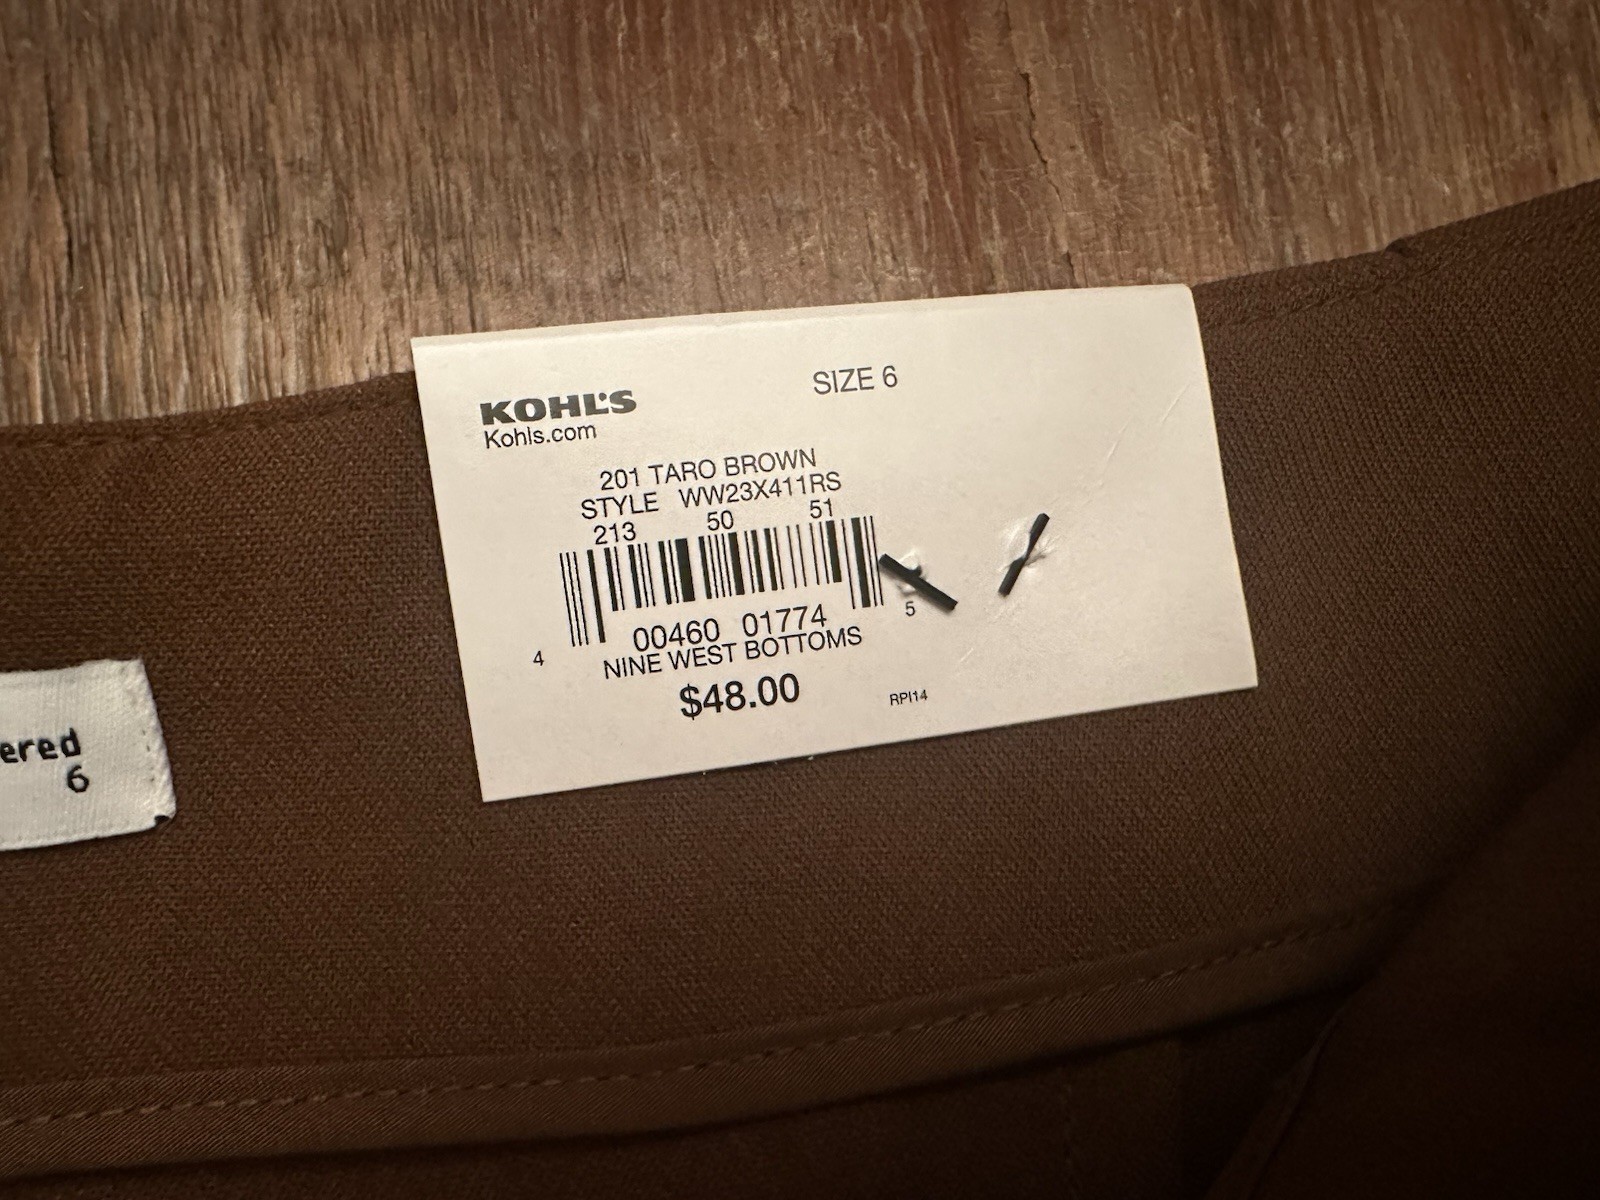 KOHL'S
Kohls.com
SIZE 6
201 TARO BROWN
STYLE WW23X411RS
213 50 51
4 00460 01774 5
NINE WEST BOTTOMS
$48.00
RPI14
ered
6